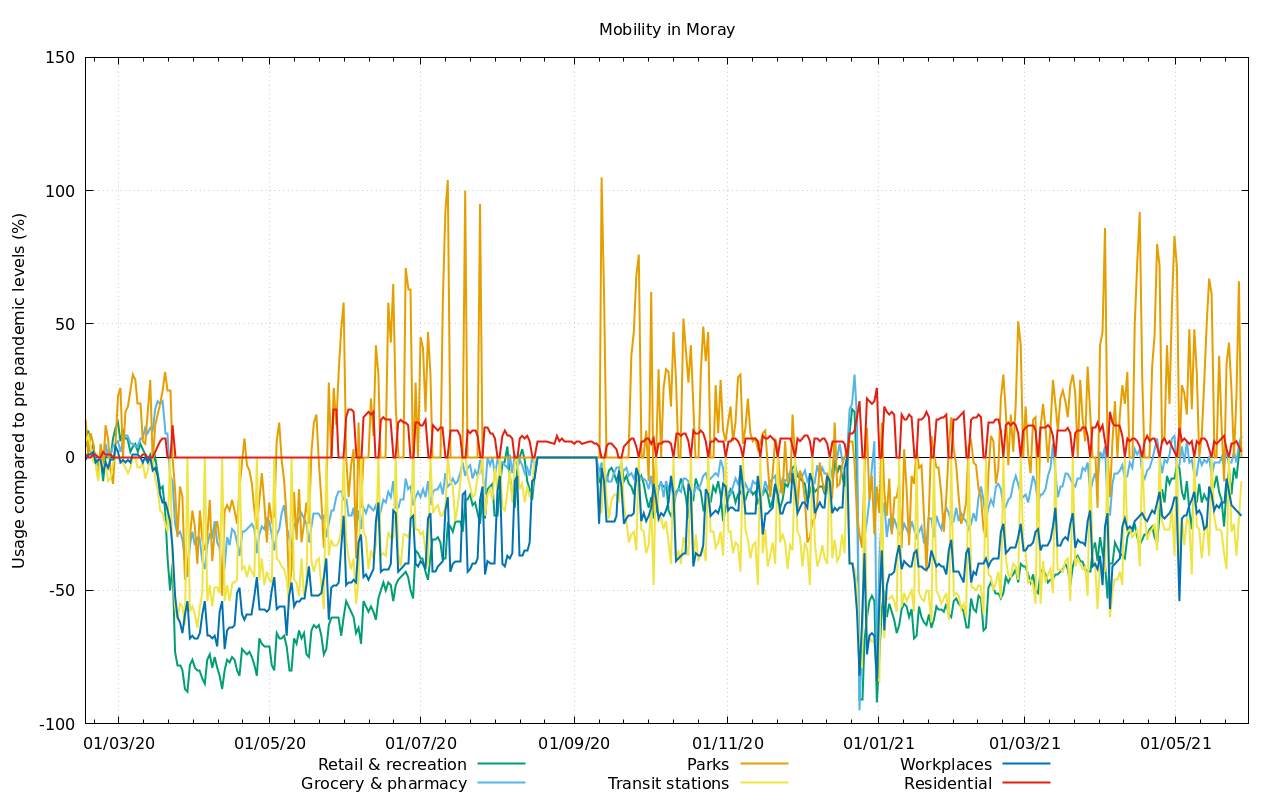 Mobility in Moray
Usage compared to pre pandemic levels (%)
150
100
50
0
-50
-100
01/03/20 01/05/20 01/07/20 01/09/20 01/11/20 01/01/21 01/03/21 01/05/21
Retail & recreation Parks Workplaces
Grocery & pharmacy Transit stations Residential